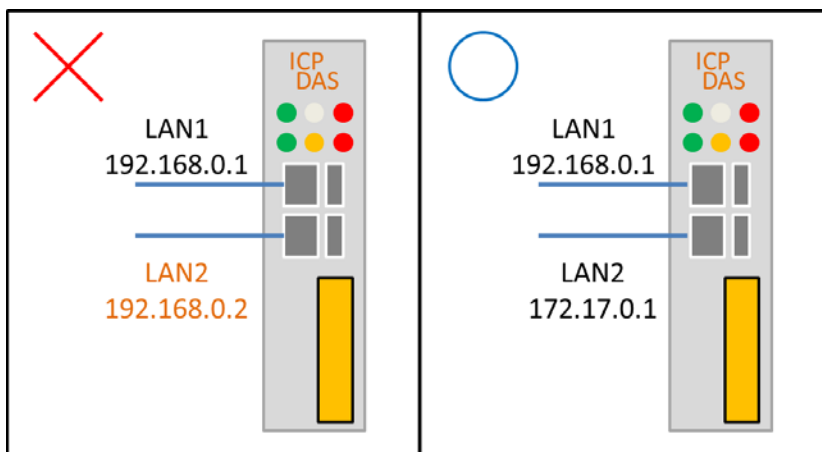 ICP
DAS
LAN1
192.168.0.1
LAN2
192.168.0.2
ICP
DAS
LAN1
192.168.0.1
LAN2
172.17.0.1